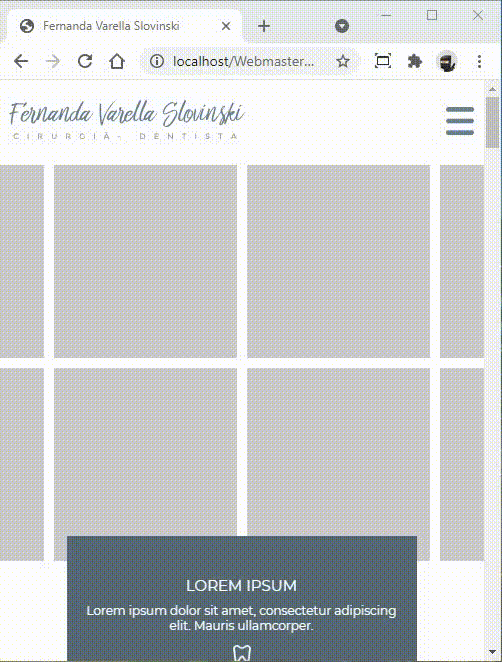 Fernanda Varella Slovinski
localhost/Webmaster...
Fernanda Varella Slovinski
CIRURGIÃ- DENTISTA
LOREM IPSUM
Lorem ipsum dolor sit amet, consectetur adipiscing
elit. Mauris ullamcorper.